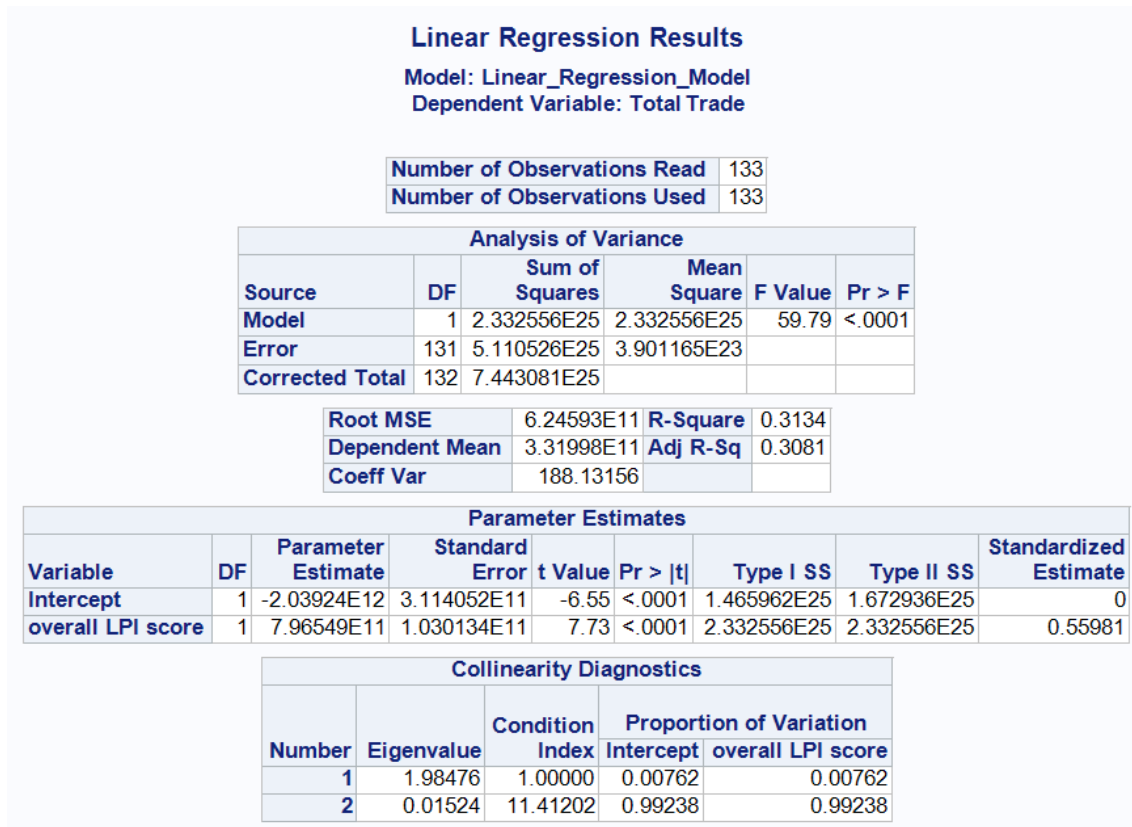 Linear Regression Results
Model: Linear_Regression_Model
Dependent Variable: Total Trade
Number of Observations Read 133
Number of Observations Used 133
Analysis of Variance
Source DF Sum of Squares Mean Square F Value Pr > F
Model 1 2.332556E25 2.332556E25 59.79 <.0001
Error 131 5.110526E25 3.901165E23
Corrected Total 132 7.443081E25
Root MSE 6.24593E11 R-Square 0.3134
Dependent Mean 3.31998E11 Adj R-Sq 0.3081
Coeff Var 188.13156
Parameter Estimates
Variable DF Parameter Estimate Standard Error t Value Pr > |t| Type I SS Type II SS Standardized Estimate
Intercept 1 -2.03924E12 3.114052E11 -6.55 <.0001 1.465962E25 1.672936E25 0
overall LPI score 1 7.96549E11 1.030134E11 7.73 <.0001 2.332556E25 2.332556E25 0.55981
Collinearity Diagnostics
Number Eigenvalue Condition Index Proportion of Variation
Intercept overall LPI score
1 1.98476 1.00000 0.00762 0.00762
2 0.01524 11.41202 0.99238 0.99238